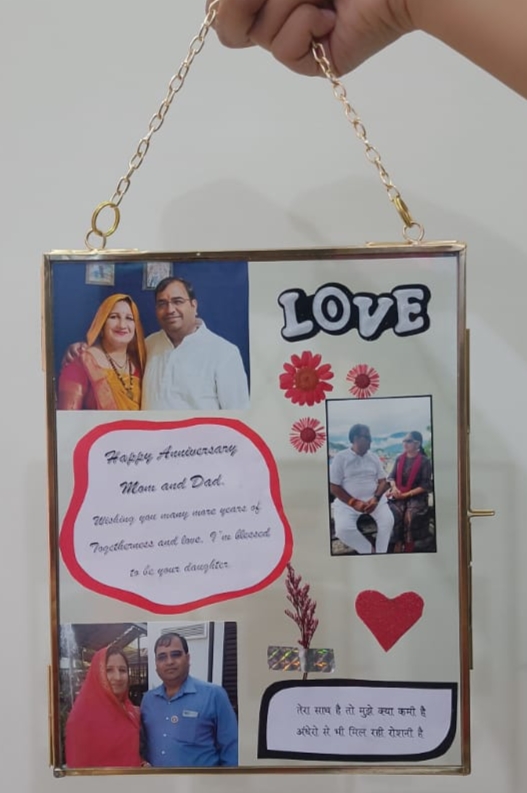 LOVE
Happy Anniversary
Mom and Dad.
Wishing you many more years of
Togetherness and love. I'm blessed
to be your daughter.
तेरा साथ है तो मुझे क्या कमी है
अंधेरो से भी मिल रही रोशनी है